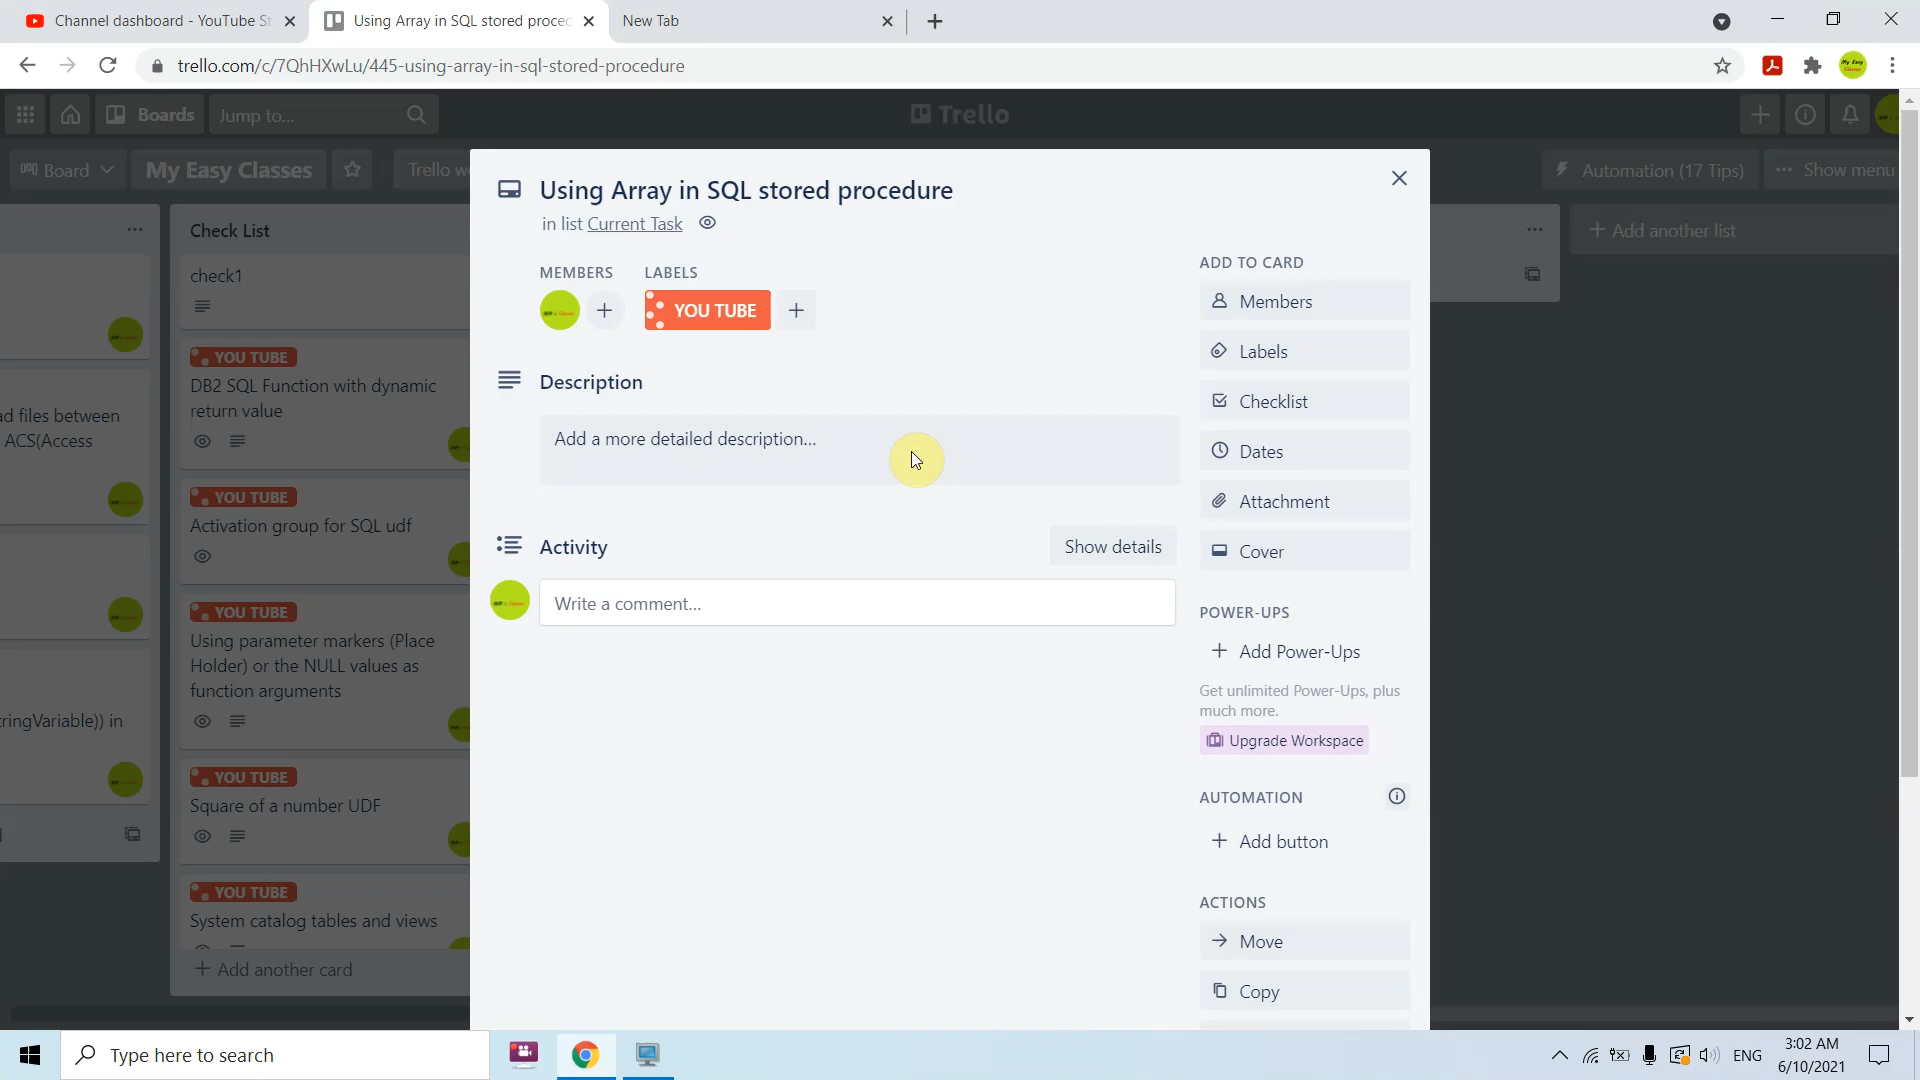 Channel dashboard - YouTube St
Using Array in SQL stored proced
New Tab
trello.com/c/7QhHXwLu/445-using-array-in-sql-stored-procedure
Boards
Jump to...
Trello
Board
My Easy Classes
Trello w
Automation (17 Tips)
Show menu
ad files between
ACS(Access
ringVariable)) in
Check List
check1
YOU TUBE
DB2 SQL Function with dynamic
return value
YOU TUBE
Activation group for SQL udf
YOU TUBE
Using parameter markers (Place
Holder) or the NULL values as
function arguments
YOU TUBE
Square of a number UDF
YOU TUBE
System catalog tables and views
+ Add another card
Using Array in SQL stored procedure
in list Current Task
MEMBERS
LABELS
YOU TUBE
Description
Add a more detailed description...
Activity
Show details
Write a comment...
ADD TO CARD
Members
Labels
Checklist
Dates
Attachment
Cover
POWER-UPS
+ Add Power-Ups
Get unlimited Power-Ups, plus
much more.
Upgrade Workspace
AUTOMATION
+ Add button
ACTIONS
Move
Copy
+ Add another list
Type here to search
ENG
3:02 AM
6/10/2021